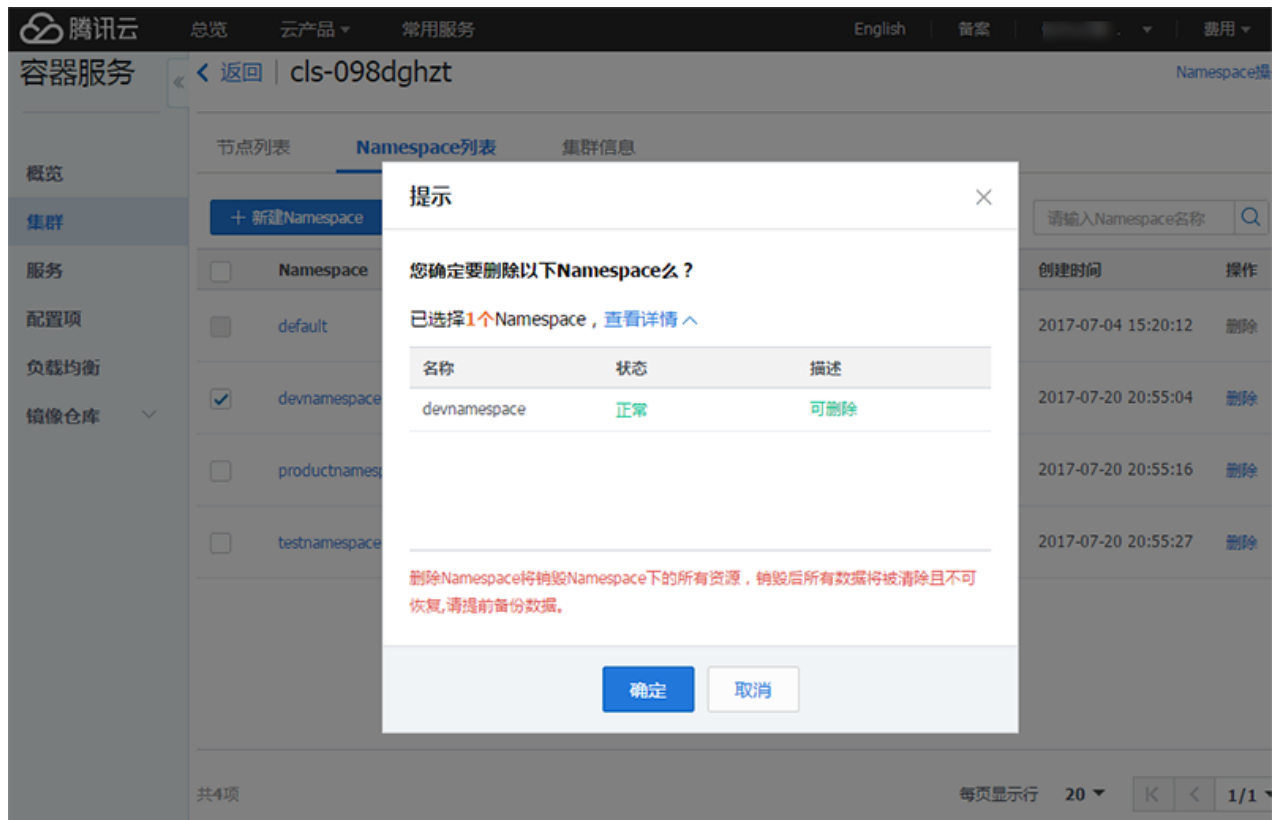 腾讯云 总览 云产品 常用服务 English 备案 费用
容器服务 返回 cls-098dghzt Namespace操
节点列表 Namespace列表 集群信息
概览
集群
服务
配置项
负载均衡
镜像仓库
新建Namespace 请输入Namespace名称
Namespace 创建时间 操作
default 2017-07-04 15:20:12 删除
devnamespace 2017-07-20 20:55:04 删除
productnamesp 2017-07-20 20:55:16 删除
testnamespace 2017-07-20 20:55:27 删除
提示
您确定要删除以下Namespace么?
已选择1个Namespace,查看详情
名称 状态 描述
devnamespace 正常 可删除
删除Namespace将销毁Namespace下的所有资源,销毁后所有数据将被清除且不可
恢复,请提前备份数据。
确定 取消
共4项 每页显示行 20 1/1